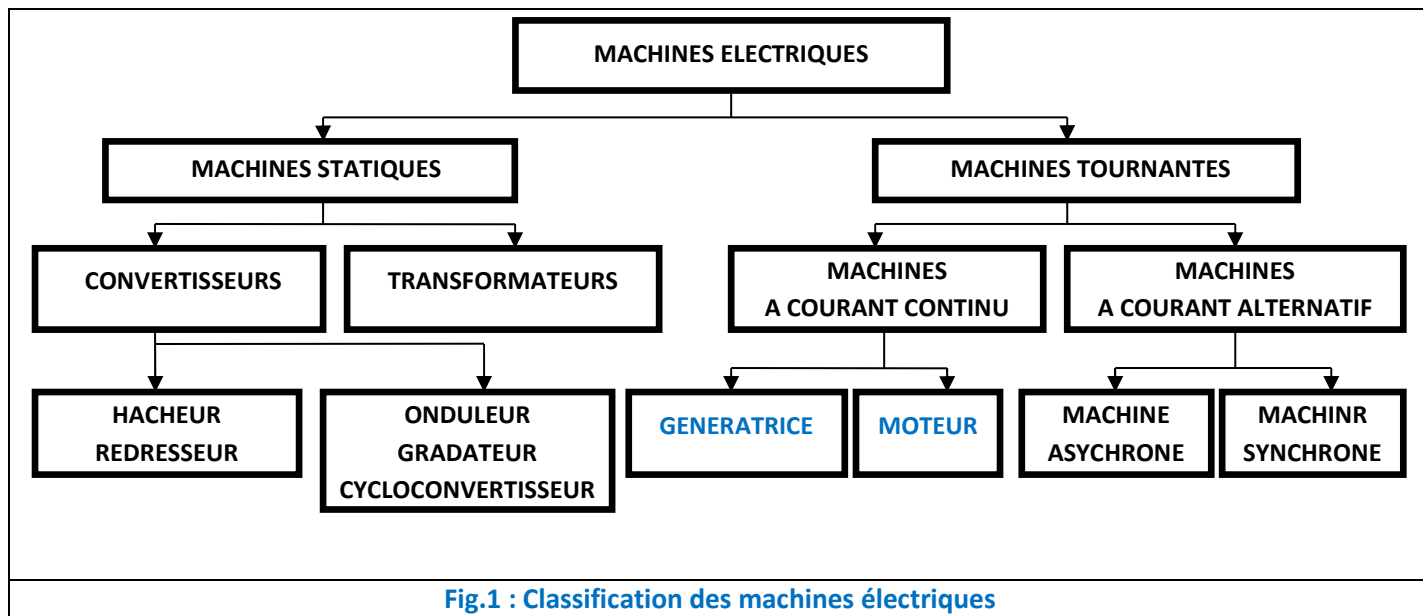 MACHINES ELECTRIQUES
MACHINES STATIQUES
MACHINES TOURNANTES
CONVERTISSEURS
TRANSFORMATEURS
MACHINES
A COURANT CONTINU
MACHINES
A COURANT ALTERNATIF
HACHEUR
REDRESSEUR
ONDULEUR
GRADATEUR
CYCLOCONVERTISSEUR
GENERATRICE
MOTEUR
MACHINE
ASYCHRONE
MACHINR
SYNCHRONE
Fig.1 : Classification des machines électriques